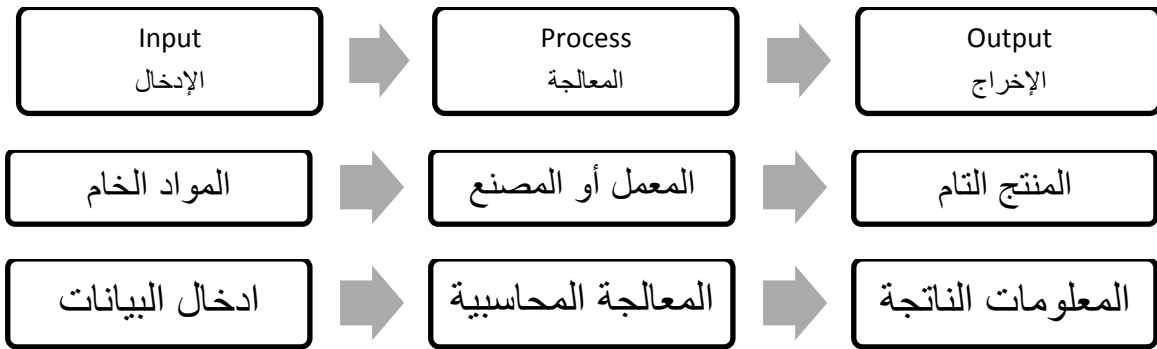 Input
الإدخال
Process
المعالجة
Output
الإخراج
المواد الخام
المعمل أو المصنع
المنتج التام
ادخال البيانات
المعالجة المحاسبية
المعلومات الناتجة